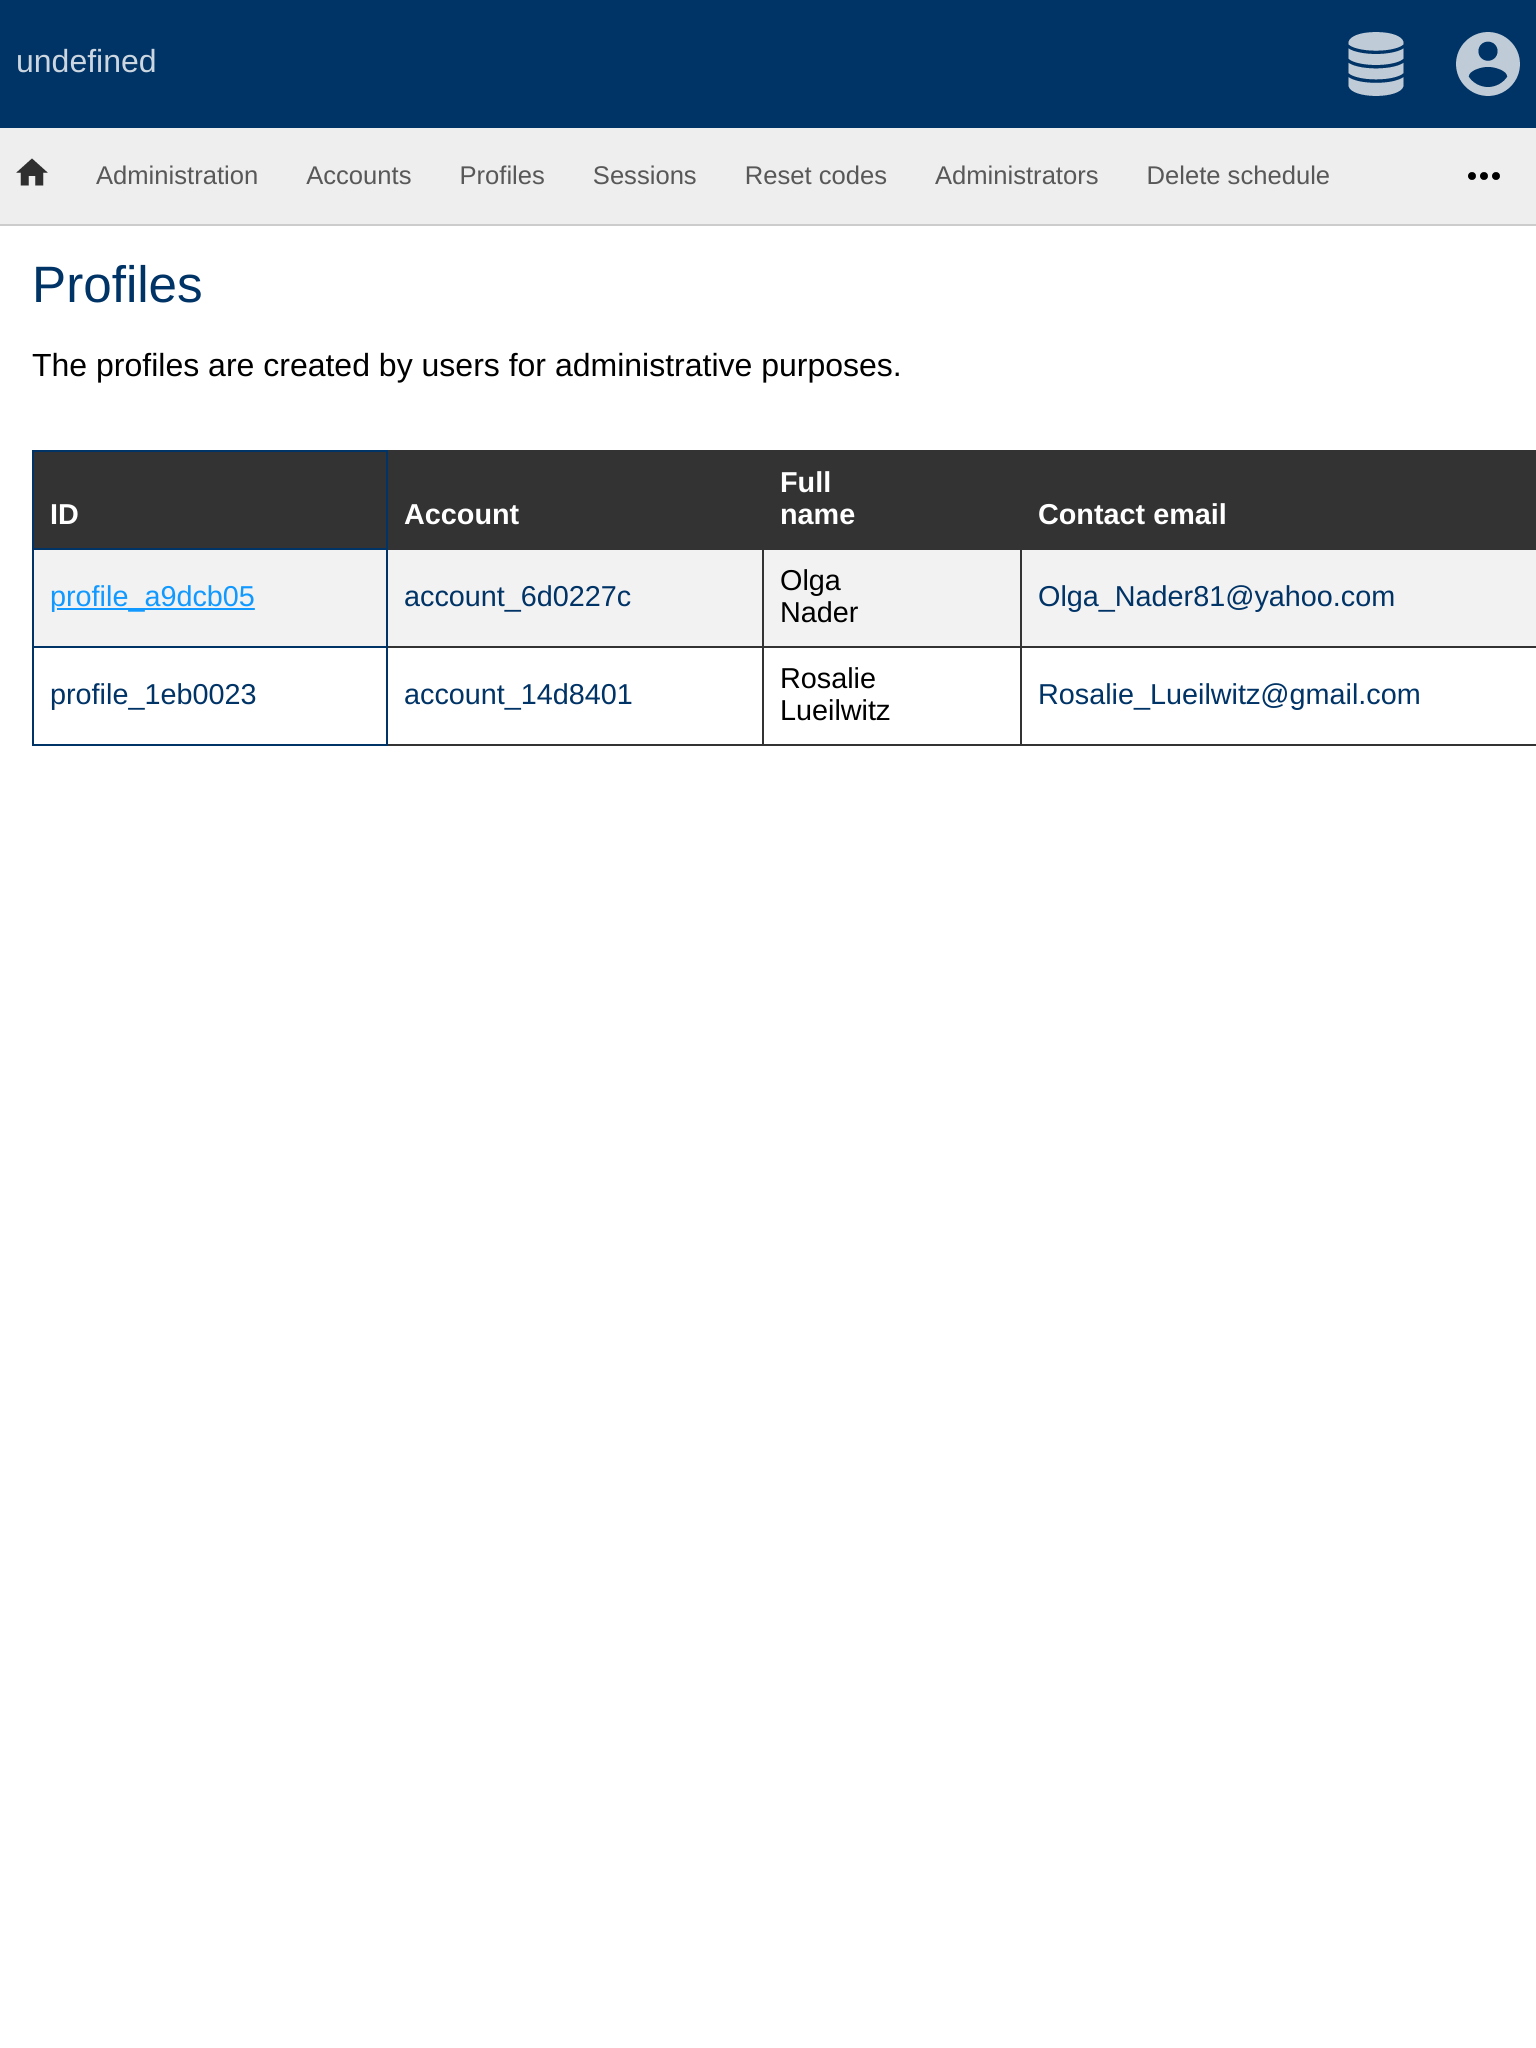 undefined
Administration Accounts Profiles Sessions Reset codes Administrators Delete schedule
Profiles
The profiles are created by users for administrative purposes.
ID Account Full name Contact email
profile_a9dcb05 account_6d0227c Olga Nader Olga_Nader81@yahoo.com
profile_1eb0023 account_14d8401 Rosalie Lueilwitz Rosalie_Lueilwitz@gmail.com